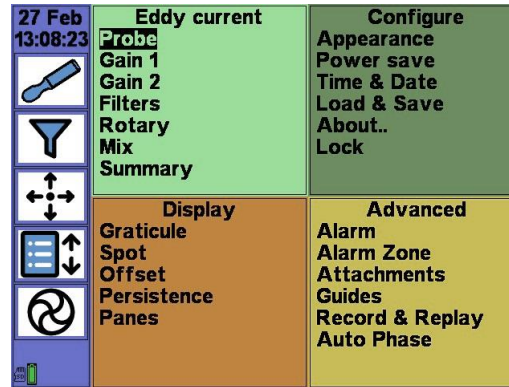 27 Feb
13:08:23
Eddy current
Probe
Gain 1
Gain 2
Filters
Rotary
Mix
Summary
Configure
Appearance
Power save
Time & Date
Load & Save
About..
Lock
Display
Graticule
Spot
Offset
Persistence
Panes
Advanced
Alarm
Alarm Zone
Attachments
Guides
Record & Replay
Auto Phase